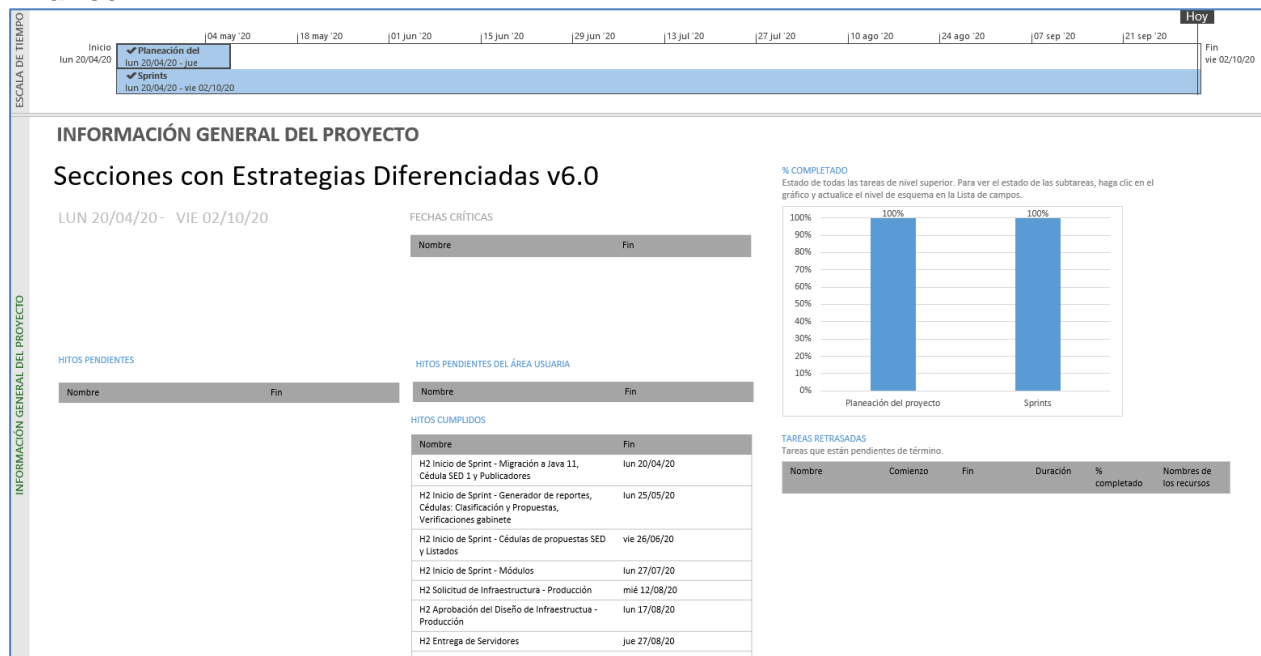 Hoy
ESCALA DE TIEMPO
|04 may '20 |18 may '20 |01 jun '20 |15 jun '20 |29 jun '20 |13 jul '20 |27 jul '20 |10 ago '20 |24 ago '20 |07 sep '20 |21 sep '20
Inicio
lun 20/04/20
✔Planeación del
lun 20/04/20 - jue
✔Sprints
lun 20/04/20 - vie 02/10/20
Fin
vie 02/10/20
INFORMACIÓN GENERAL DEL PROYECTO
INFORMACIÓN GENERAL DEL PROYECTO
Secciones con Estrategias Diferenciadas v6.0
LUN 20/04/20 - VIE 02/10/20
FECHAS CRÍTICAS
Nombre Fin
HITOS PENDIENTES
Nombre Fin
HITOS PENDIENTES DEL ÁREA USUARIA
Nombre Fin
HITOS CUMPLIDOS
Nombre Fin
H2 Inicio de Sprint - Migración a Java 11, lun 20/04/20
Cédula SED 1 y Publicadores
H2 Inicio de Sprint - Generador de reportes, lun 25/05/20
Cédulas: Clasificación y Propuestas,
Verificaciones gabinete
H2 Inicio de Sprint - Cédulas de propuestas SED vie 26/06/20
y Listados
H2 Inicio de Sprint - Módulos lun 27/07/20
H2 Solicitud de Infraestructura - Producción mié 12/08/20
H2 Aprobación del Diseño de Infraestructua - lun 17/08/20
Producción
H2 Entrega de Servidores jue 27/08/20
% COMPLETADO
Estado de todas las tareas de nivel superior. Para ver el estado de las subtareas, haga clic en el
gráfico y actualice el nivel de esquema en la Lista de campos.
100% 100%
100%
90%
80%
70%
60%
50%
40%
30%
20%
10%
0%
Planeación del proyecto Sprints
TAREAS RETRASADAS
Tareas que están pendientes de término.
Nombre Comienzo Fin Duración % Nombres de
completado los recursos